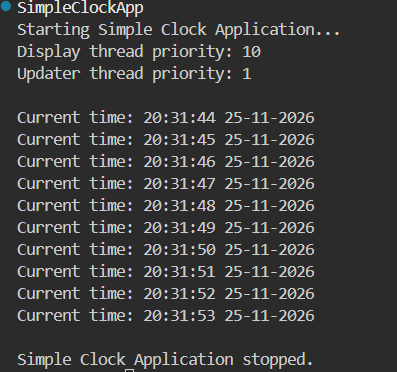 SimpleClockApp
Starting Simple Clock Application...
Display thread priority: 10
Updater thread priority: 1
Current time: 20:31:44 25-11-2026
Current time: 20:31:45 25-11-2026
Current time: 20:31:46 25-11-2026
Current time: 20:31:47 25-11-2026
Current time: 20:31:48 25-11-2026
Current time: 20:31:49 25-11-2026
Current time: 20:31:50 25-11-2026
Current time: 20:31:51 25-11-2026
Current time: 20:31:52 25-11-2026
Current time: 20:31:53 25-11-2026
Simple Clock Application stopped.